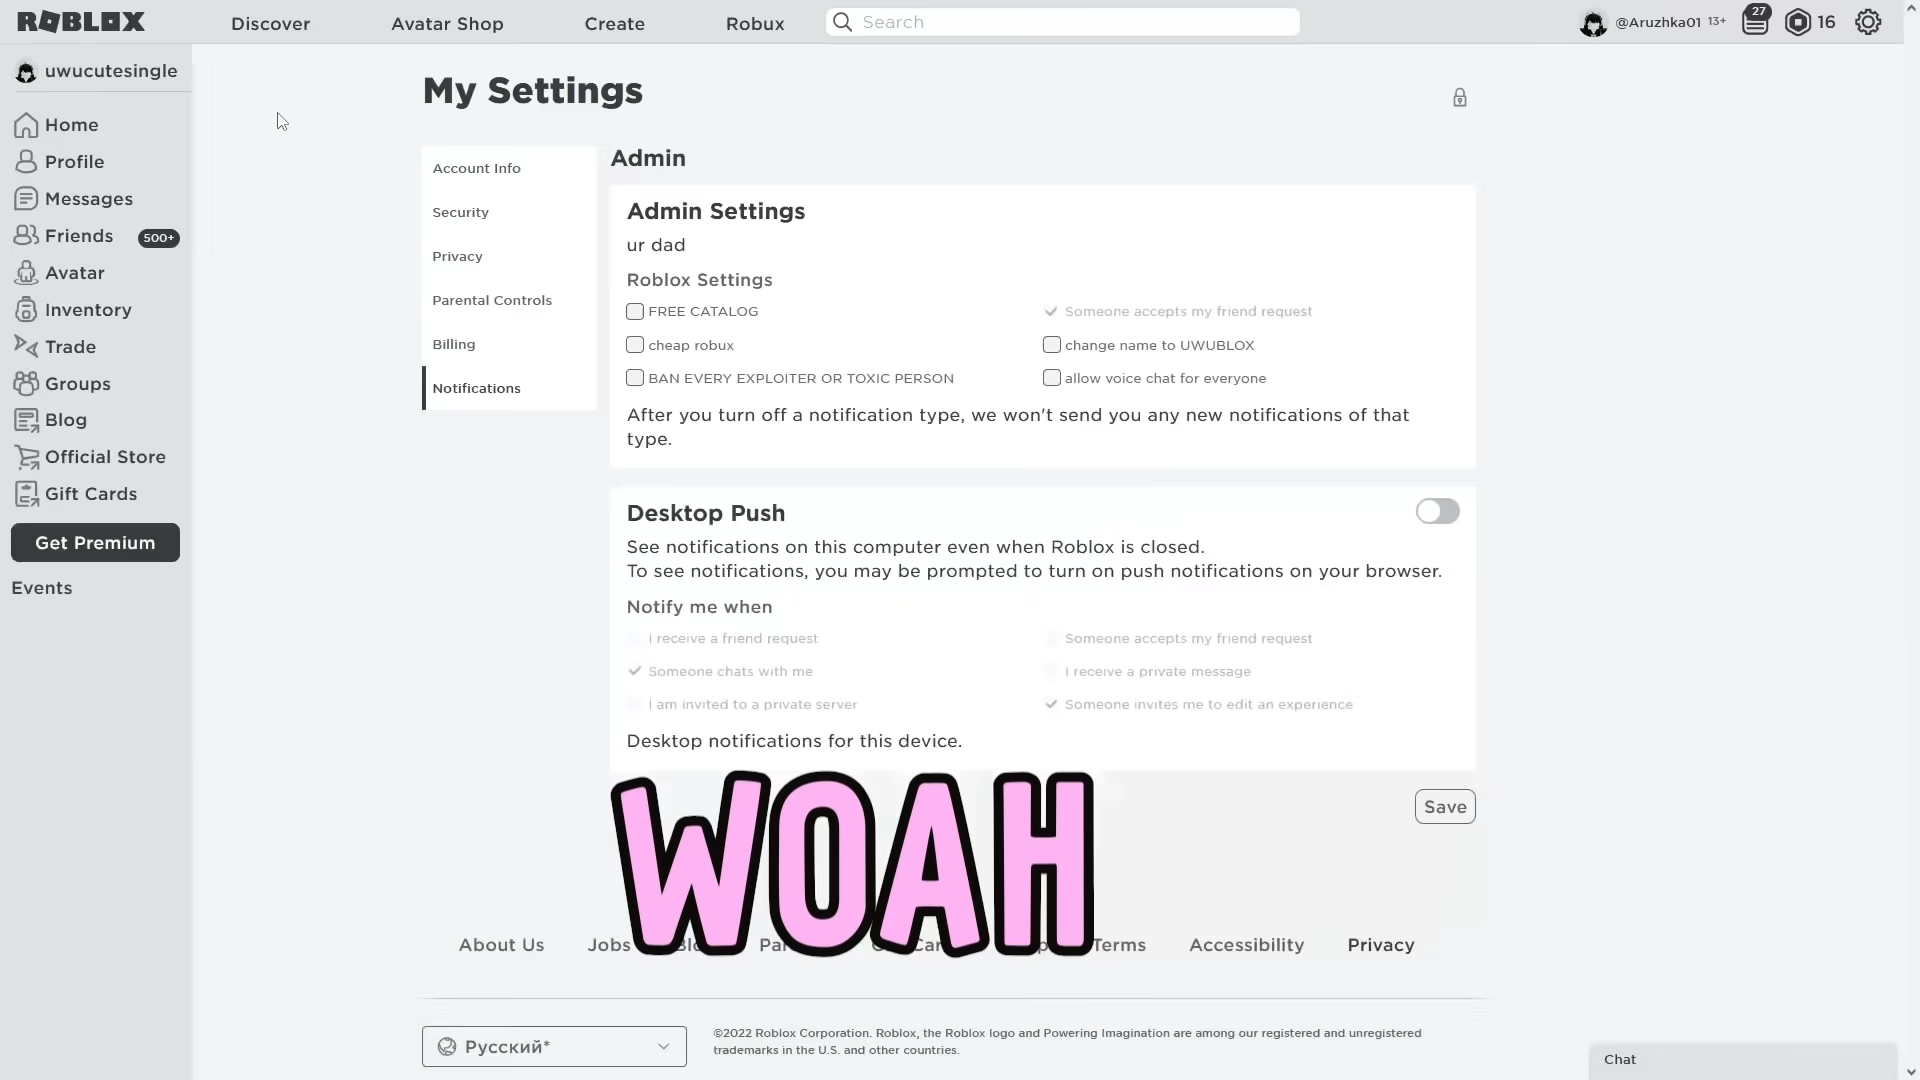 ROBLOX
Discover
Avatar Shop
Create
Robux
Search
@Aruzhka01 13+
27
16
uwucutesingle
Home
Profile
Messages
Friends 500+
Avatar
Inventory
Trade
Groups
Blog
Official Store
Gift Cards
Get Premium
Events
My Settings
Account Info
Security
Privacy
Parental Controls
Billing
Notifications
Admin
Admin Settings
ur dad
Roblox Settings
FREE CATALOG
Someone accepts my friend request
cheap robux
change name to UWUBLOX
BAN EVERY EXPLOITER OR TOXIC PERSON
allow voice chat for everyone
After you turn off a notification type, we won't send you any new notifications of that
type.
Desktop Push
See notifications on this computer even when Roblox is closed.
To see notifications, you may be prompted to turn on push notifications on your browser.
Notify me when
I receive a friend request
Someone accepts my friend request
Someone chats with me
I receive a private message
I am invited to a private server
Someone invites me to edit an experience
Desktop notifications for this device.
Save
WOAH
About Us
Jobs
Terms
Accessibility
Privacy
Русский*
©2022 Roblox Corporation. Roblox, the Roblox logo and Powering Imagination are among our registered and unregistered
trademarks in the U.S. and other countries.
Chat